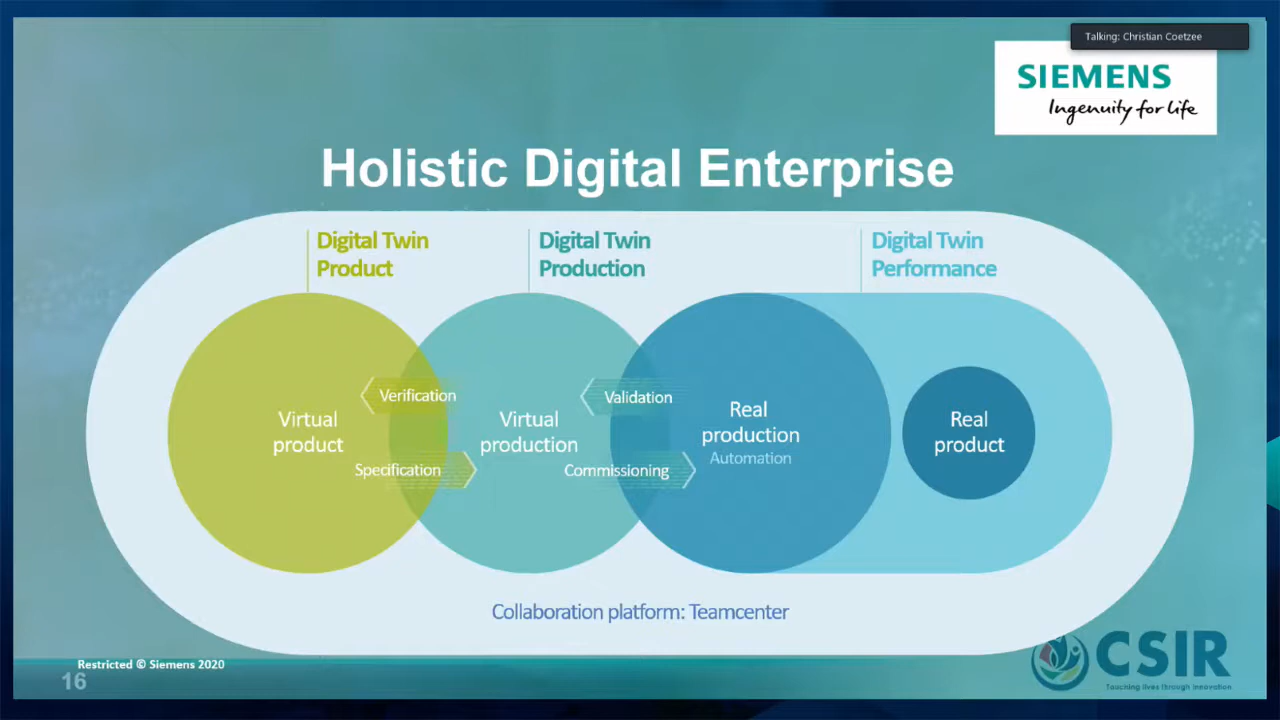 Talking: Christian Coetzee
SIEMENS
Ingenuity for life
Holistic Digital Enterprise
Digital Twin
Product
Digital Twin
Production
Digital Twin
Performance
Verification
Validation
Virtual
product
Virtual
production
Real
production
Automation
Real
product
Specification
Commissioning
Collaboration platform: Teamcenter
Restricted © Siemens 2020
16
CSIR
Touching lives through innovation